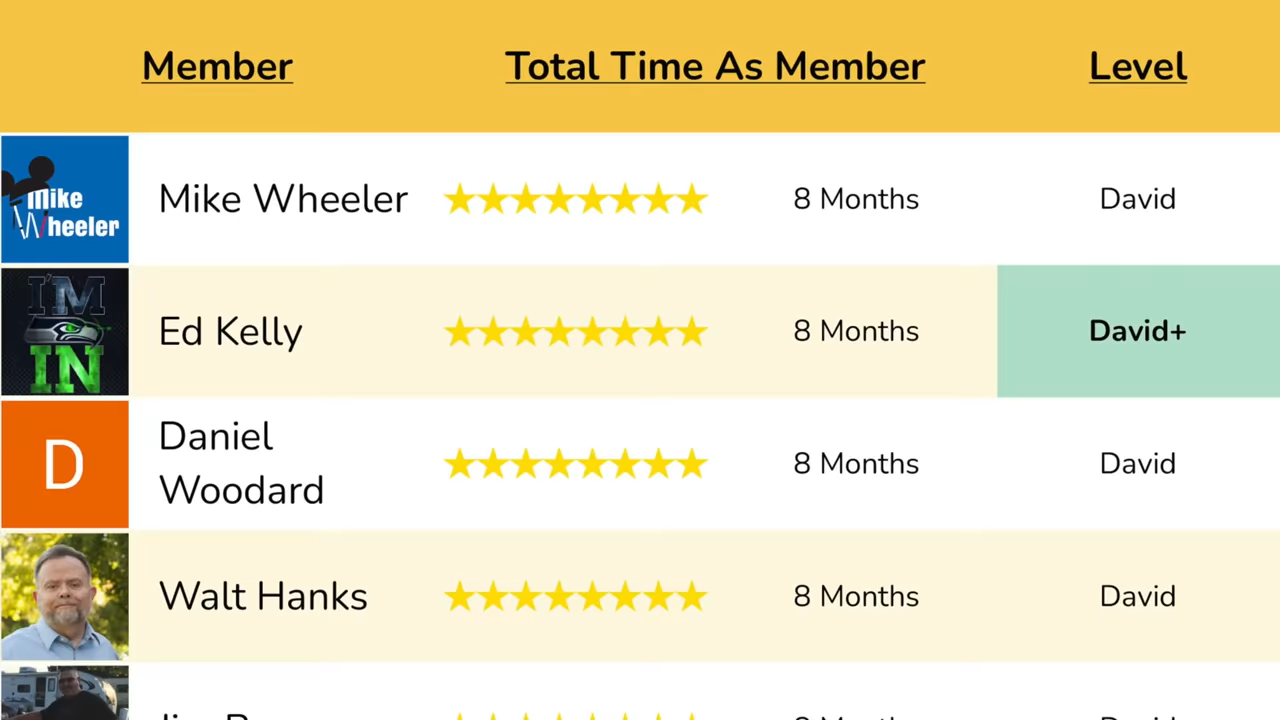 Member Total Time As Member Level
Mike Wheeler
Mike Wheeler ★★★★★★★★ 8 Months David
I'M
IN
Ed Kelly ★★★★★★★★ 8 Months David+
D
Daniel
Woodard ★★★★★★★★ 8 Months David
Walt Hanks ★★★★★★★★ 8 Months David